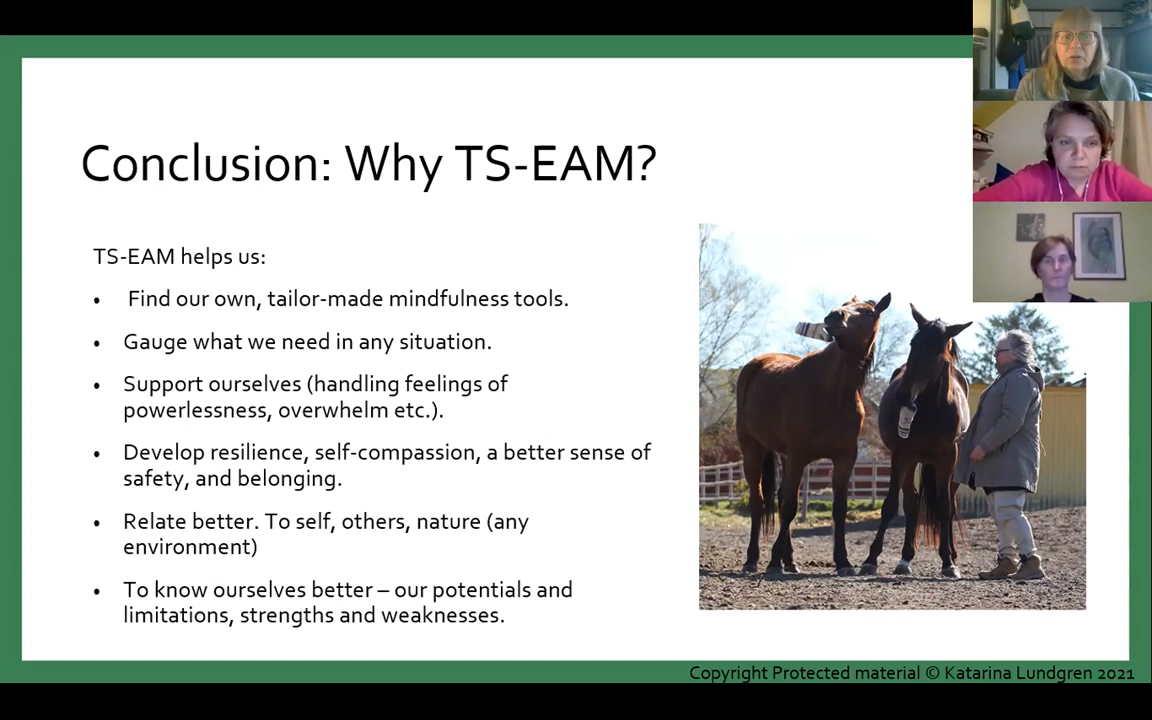 Conclusion: Why TS-EAM?
TS-EAM helps us:
• Find our own, tailor-made mindfulness tools.
• Gauge what we need in any situation.
• Support ourselves (handling feelings of
powerlessness, overwhelm etc.).
• Develop resilience, self-compassion, a better sense of
safety, and belonging.
• Relate better. To self, others, nature (any
environment)
• To know ourselves better – our potentials and
limitations, strengths and weaknesses.
Copyright Protected material © Katarina Lundgren 2021